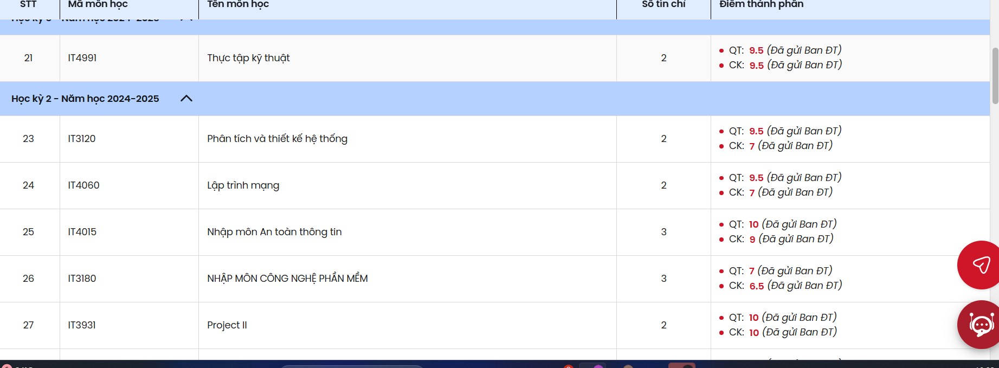 STT Mã môn học Tên môn học Số tín chỉ Điểm thành phần
21 IT4991 Thực tập kỹ thuật 2
QT: 9.5 (Đã gửi Ban ĐT)
CK: 9.5 (Đã gửi Ban ĐT)
Học kỳ 2 - Năm học 2024-2025
23 IT3120 Phân tích và thiết kế hệ thống 2
QT: 9.5 (Đã gửi Ban ĐT)
CK: 7 (Đã gửi Ban ĐT)
24 IT4060 Lập trình mạng 2
QT: 9.5 (Đã gửi Ban ĐT)
CK: 7 (Đã gửi Ban ĐT)
25 IT4015 Nhập môn An toàn thông tin 3
QT: 10 (Đã gửi Ban ĐT)
CK: 9 (Đã gửi Ban ĐT)
26 IT3180 NHẬP MÔN CÔNG NGHỆ PHẦN MỀM 3
QT: 7 (Đã gửi Ban ĐT)
CK: 6.5 (Đã gửi Ban ĐT)
27 IT3931 Project II 2
QT: 10 (Đã gửi Ban ĐT)
CK: 10 (Đã gửi Ban ĐT)